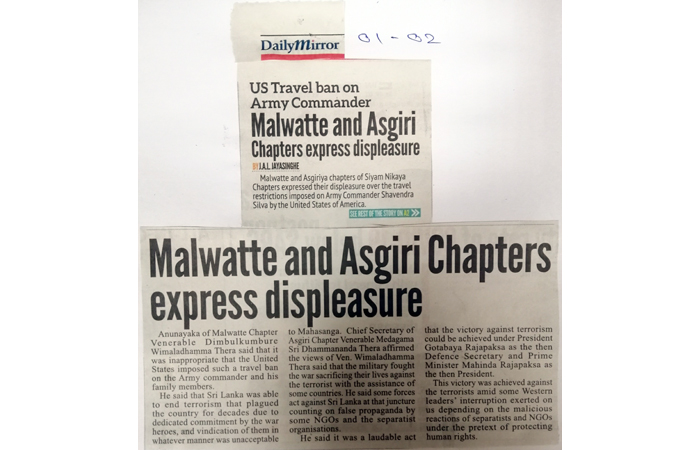 DailyMirror 01-02
US Travel ban on
Army Commander
Malwatte and Asgiri
Chapters express displeasure
BY J.A.L. JAYASINGHE
Malwatte and Asgiriya chapters of Siyam Nikaya
Chapters expressed their displeasure over the travel
restrictions imposed on Army Commander Shavendra
Silva by the United States of America.
SEE REST OF THE STORY ON A2
Malwatte and Asgiri Chapters
express displeasure
Anunayaka of Malwatte Chapter
Venerable Dimbulkumbure
Wimaladhamma Thera said that it
was inappropriate that the United
States imposed such a travel ban
on the Army commander and his
family members.
He said that Sri Lanka was able
to end terrorism that plagued
the country for decades due to
dedicated commitment by the war
heroes, and vindication of them in
whatever manner was unacceptable
to Mahasanga. Chief Secretary of
Asgiri Chapter Venerable Medagama
Sri Dhammananda Thera affirmed
the views of Ven. Wimaladhamma
Thera said that the military fought
the war sacrificing their lives against
the terrorist with the assistance of
some countries. He said some forces
act against Sri Lanka at that juncture
counting on false propaganda by
some NGOs and the separatist
organisations.
He said it was a laudable act
that the victory against terrorism
could be achieved under President
Gotabaya Rajapaksa as the then
Defence Secretary and Prime
Minister Mahinda Rajapaksa as
the then President.
This victory was achieved against
the terrorists amid some Western
leaders' interruption exerted on
us depending on the malicious
reactions of separatists and NGOs
under the pretext of protecting
human rights.